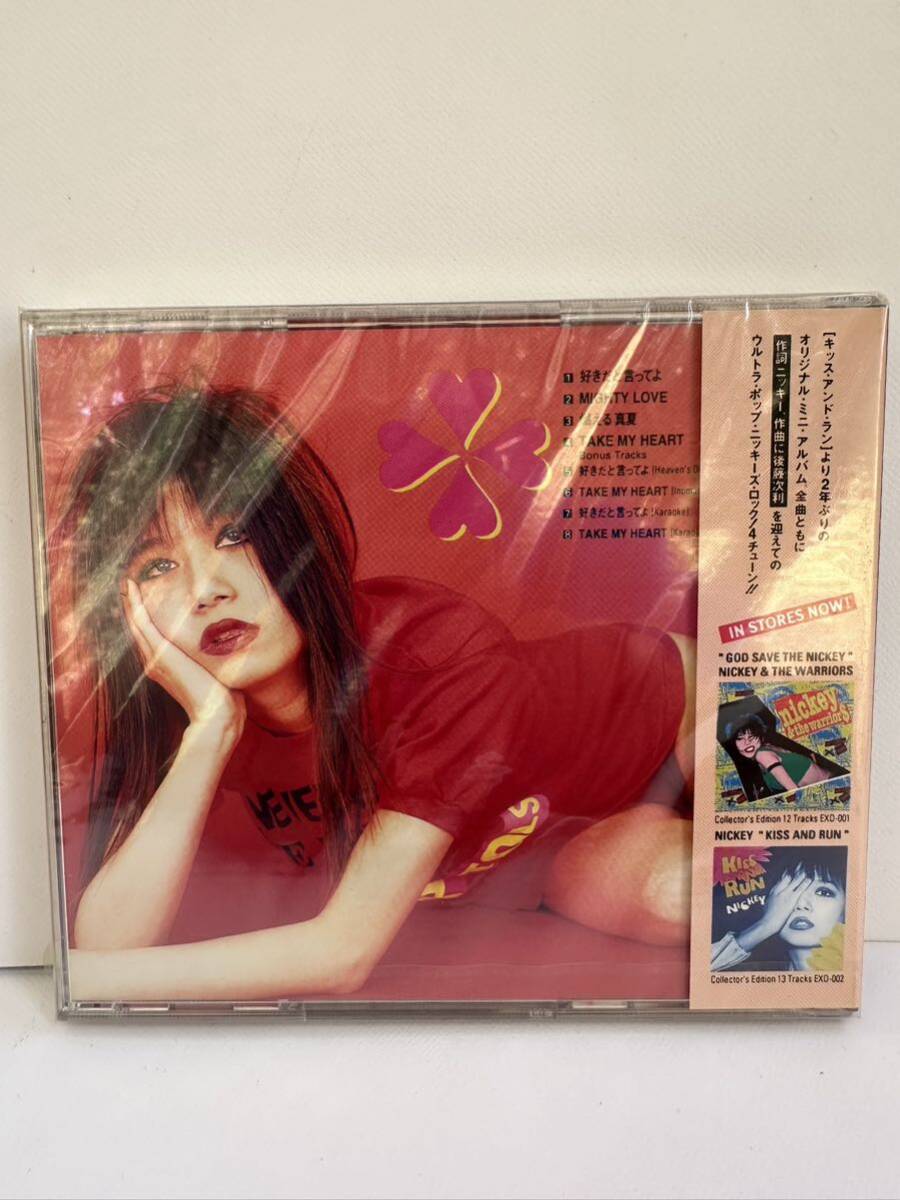 1 好きだと言ってよ
2 MIGHTY LOVE
3 燃える真夏
4 TAKE MY HEART
Bonus Tracks
5 好きだと言ってよ (Heaven's
6 TAKE MY HEART
7 好きだと言ってよ (Karaoke)
8 TAKE MY HEART
[キッス・アンド・ラン]より2年ぶりの
オリジナル・ミニ・アルバム、全曲ともに
作詞ニッキー、作曲に後藤次利を迎えての
ウルトラ・ポップ・ニッキーズ・ロック!4チューン!!
IN STORES NOW!
"GOD SAVE THE NICKEY"
NICKEY & THE WARRIORS
nickey
& the warriors
Collector's Edition 12 Tracks EXD-001
NICKEY "KISS AND RUN"
KISS
AND
RUN
NICKEY
Collector's Edition 13 Tracks EXD-002